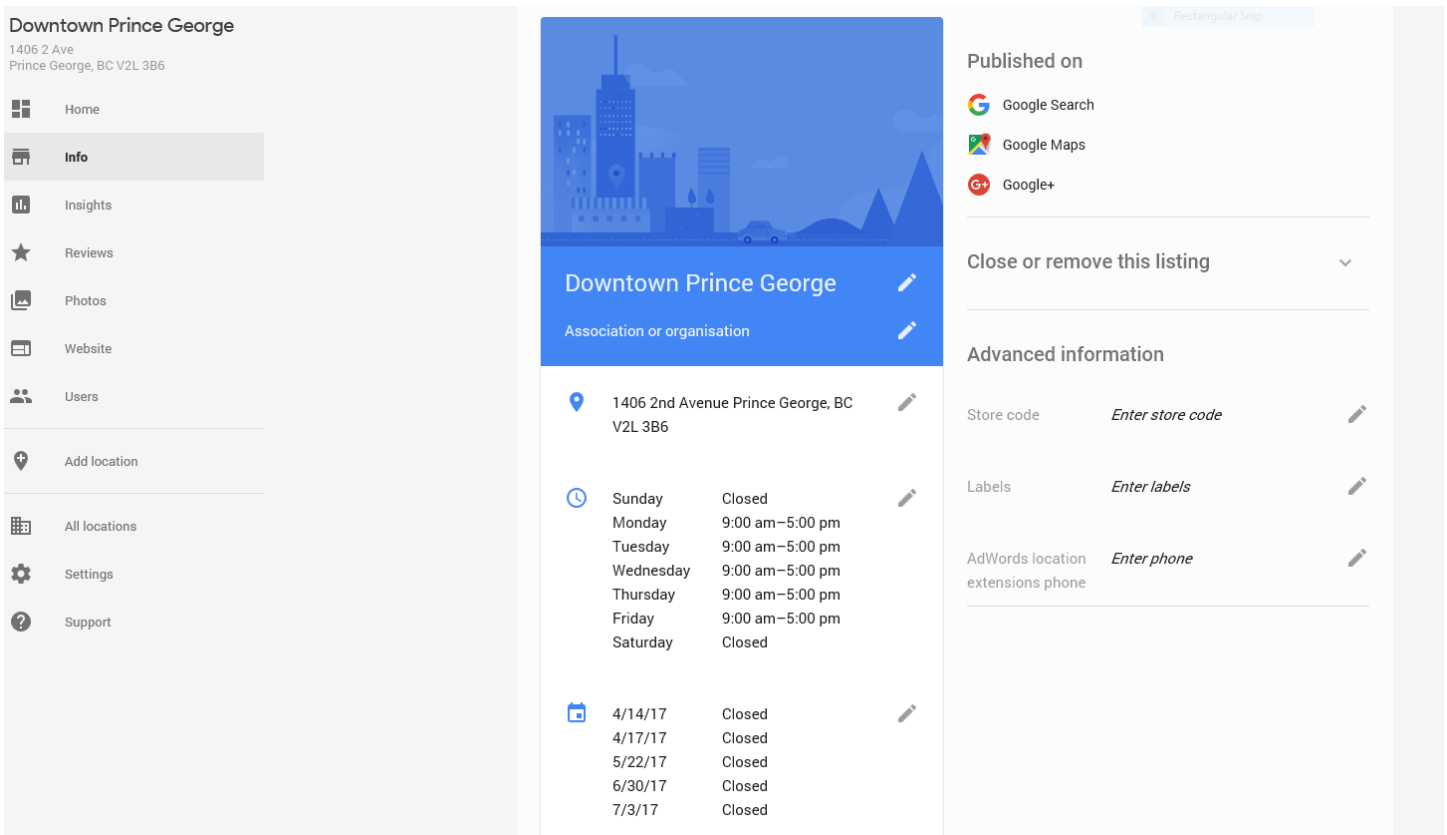 Downtown Prince George
1406 2 Ave
Prince George, BC V2L 3B6
Home
Info
Insights
Reviews
Photos
Website
Users
Add location
All locations
Settings
Support
Downtown Prince George
Association or organisation
1406 2nd Avenue Prince George, BC
V2L 3B6
Sunday Closed
Monday 9:00 am–5:00 pm
Tuesday 9:00 am–5:00 pm
Wednesday 9:00 am–5:00 pm
Thursday 9:00 am–5:00 pm
Friday 9:00 am–5:00 pm
Saturday Closed
4/14/17 Closed
4/17/17 Closed
5/22/17 Closed
6/30/17 Closed
7/3/17 Closed
Rectangular Snip
Published on
Google Search
Google Maps
Google+
Close or remove this listing
Advanced information
Store code Enter store code
Labels Enter labels
AdWords location Enter phone
extensions phone